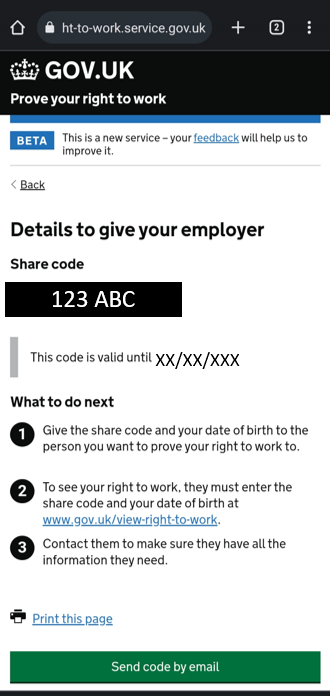 ht-to-work.service.gov.uk
2
GOV.UK
Prove your right to work
BETA
This is a new service – your feedback will help us to
improve it.
Back
Details to give your employer
Share code
123 ABC
This code is valid until XX/XX/XXX
What to do next
1
Give the share code and your date of birth to the
person you want to prove your right to work to.
2
To see your right to work, they must enter the
share code and your date of birth at
www.gov.uk/view-right-to-work.
3
Contact them to make sure they have all the
information they need.
Print this page
Send code by email